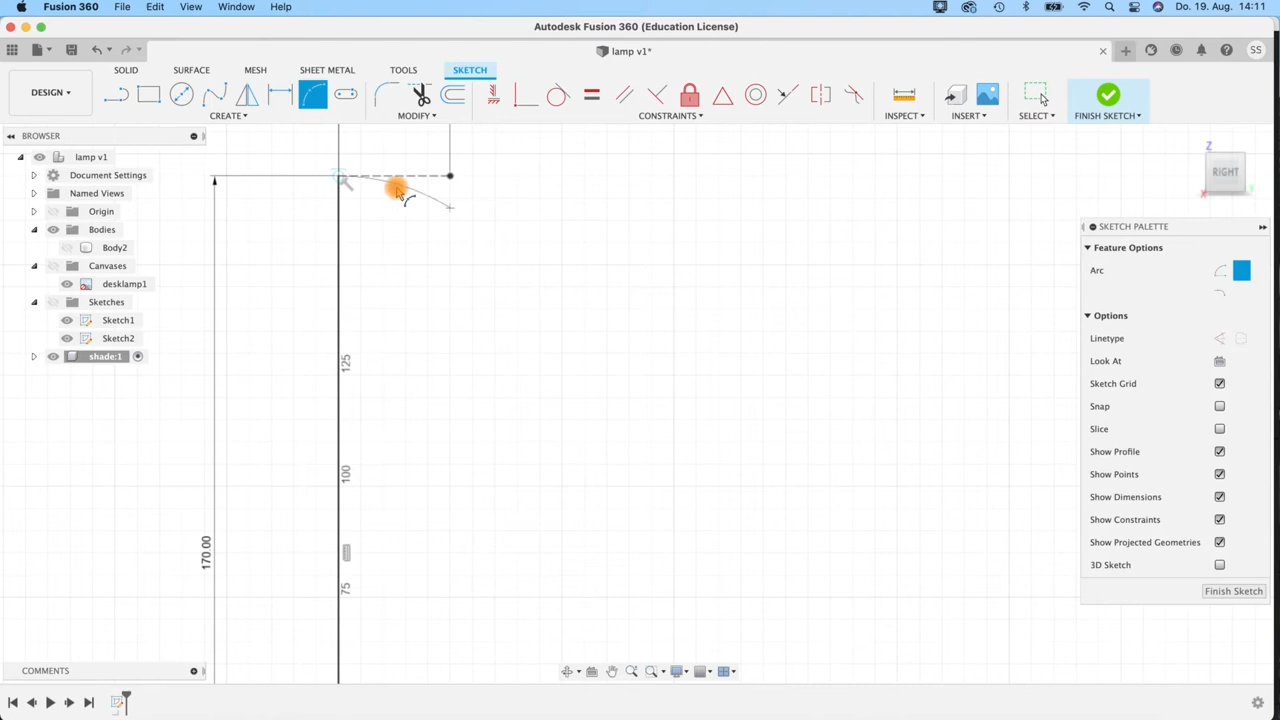 Fusion 360 File Edit View Window Help Do. 19. Aug. 14:11
Autodesk Fusion 360 (Education License)
lamp v1*
SS
SOLID SURFACE MESH SHEET METAL TOOLS SKETCH
DESIGN ▾
CREATE ▾ MODIFY ▾ CONSTRAINTS ▾ INSPECT ▾ INSERT ▾ SELECT ▾ FINISH SKETCH ▾
BROWSER
lamp v1
Document Settings
Named Views
Origin
Bodies
Body2
Canvases
desklamp1
Sketches
Sketch1
Sketch2
shade:1
125
100
75
170.00
Z
RIGHT
X
Y
SKETCH PALETTE
Feature Options
Arc
Options
Linetype
Look At
Sketch Grid
Snap
Slice
Show Profile
Show Points
Show Dimensions
Show Constraints
Show Projected Geometries
3D Sketch
Finish Sketch
COMMENTS